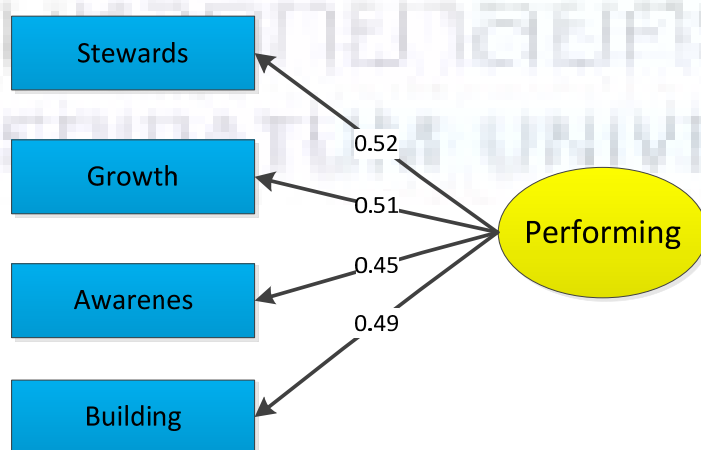 Stewards
0.52
Growth
0.51
Performing
Awarenes
0.45
0.49
Building